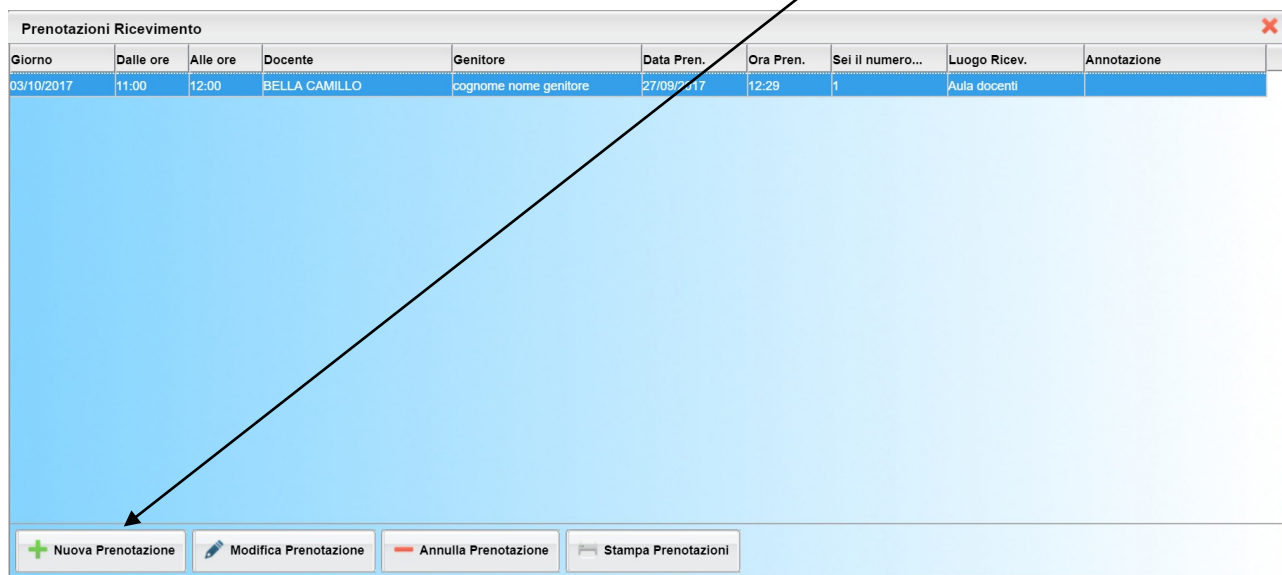 Prenotazioni Ricevimento
Giorno Dalle ore Alle ore Docente Genitore Data Pren. Ora Pren. Sei il numero... Luogo Ricev. Annotazione
03/10/2017 11:00 12:00 BELLA CAMILLO cognome nome genitore 27/09/2017 12:29 1 Aula docenti
Nuova Prenotazione Modifica Prenotazione Annulla Prenotazione Stampa Prenotazioni